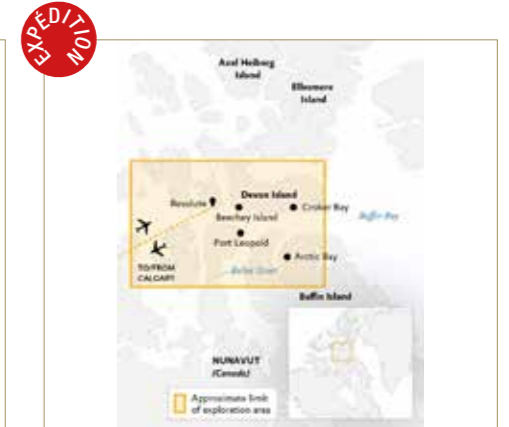 EXPÉDITION
Axel Heiberg
Island
Ellesmere
Island
Devon Island
Resolute
Croker Bay
Beechey Island
Baffin Bay
Port Leopold
Arctic Bay
TO/FROM
CALGARY
Baffin Island
NUNAVUT
(Canada)
Approximate limit
of exploration area